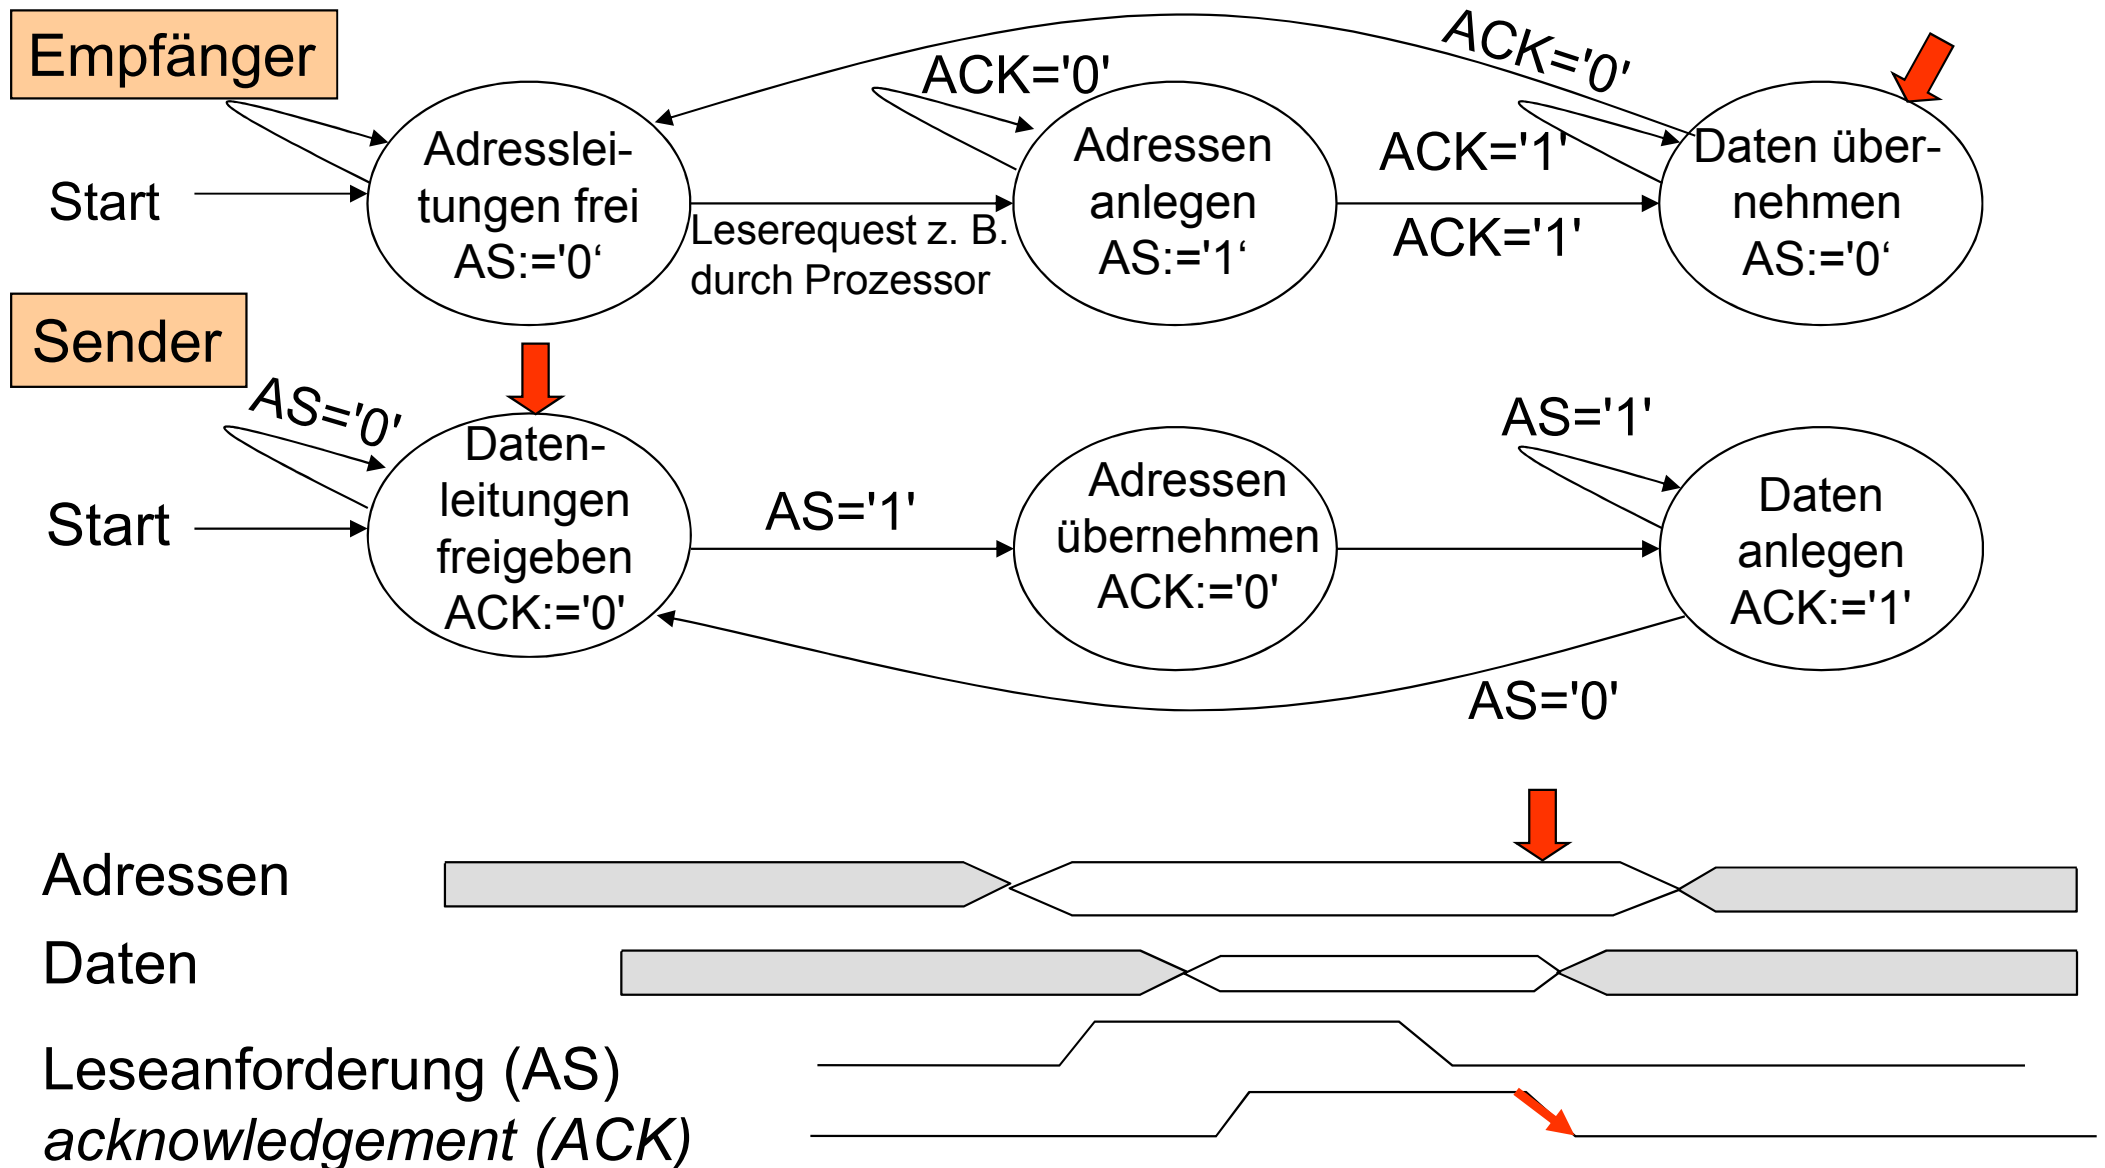 Empfänger
ACK='0'
ACK='0'
Start
Adresslei-
tungen frei
AS:='0‘
Leserequest z. B.
durch Prozessor
Adressen
anlegen
AS:='1‘
ACK='1'
ACK='1'
Daten über-
nehmen
AS:='0‘
Sender
AS='0'
Start
Daten-
leitungen
freigeben
ACK:='0'
AS='1'
Adressen
übernehmen
ACK:='0'
AS='1'
Daten
anlegen
ACK:='1'
AS='0'
Adressen
Daten
Leseanforderung (AS)
acknowledgement (ACK)